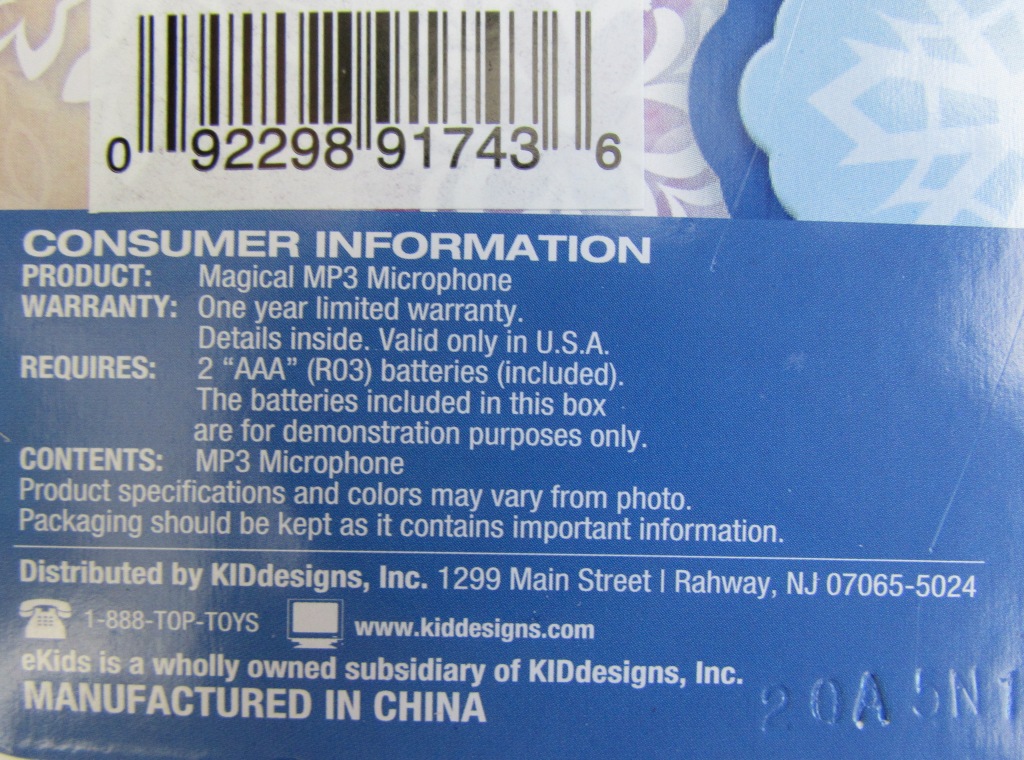 0 92298 91743 6
CONSUMER INFORMATION
PRODUCT: Magical MP3 Microphone
WARRANTY: One year limited warranty.
Details inside. Valid only in U.S.A.
REQUIRES: 2 “AAA” (R03) batteries (included).
The batteries included in this box
are for demonstration purposes only.
CONTENTS: MP3 Microphone
Product specifications and colors may vary from photo.
Packaging should be kept as it contains important information.
Distributed by KIDdesigns, Inc. 1299 Main Street | Rahway, NJ 07065-5024
1-888-TOP-TOYS www.kiddesigns.com
eKids is a wholly owned subsidiary of KIDdesigns, Inc.
MANUFACTURED IN CHINA
20A5N1